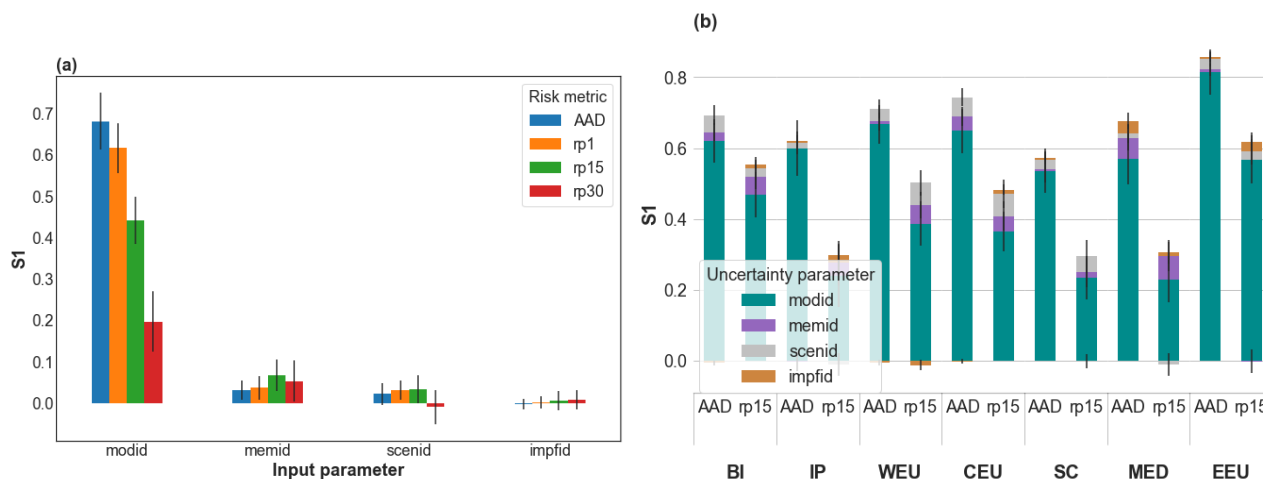 (a)
S1
0.7
0.6
0.5
0.4
0.3
0.2
0.1
0.0
Risk metric
AAD
rp1
rp15
rp30
modid memid scenid impfid
Input parameter
(b)
S1
0.8
0.6
0.4
0.2
0.0
Uncertainty parameter
modid
memid
scenid
impfid
AAD rp15 AAD rp15 AAD rp15 AAD rp15 AAD rp15 AAD rp15 AAD rp15
BI IP WEU CEU SC MED EEU